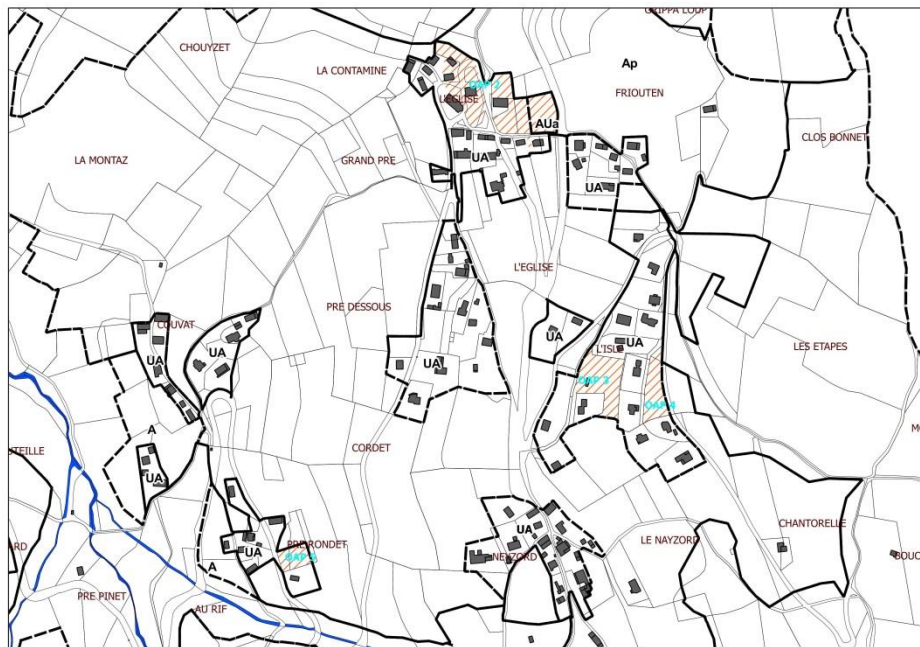 GRIPPA LOUP
CHOUYZET
LA CONTAMINE
Ap
OAP 2
FRIOUTEN
L'EGLISE
AUa
CLOS BONNET
LA MONTAZ
GRAND PRE
UA
UA
L'EGLISE
PRE DESSOUS
COUVAT
UA
UA
UA
UA
UA
L'ISLE
LES ETAPES
OAP 3
OAP 4
A
CORDET
UA
UA
CHANTORELLE
LE NAYZORD
UA
PRE RONDET
NEYZORD
A
PRE PINET
AU RIF